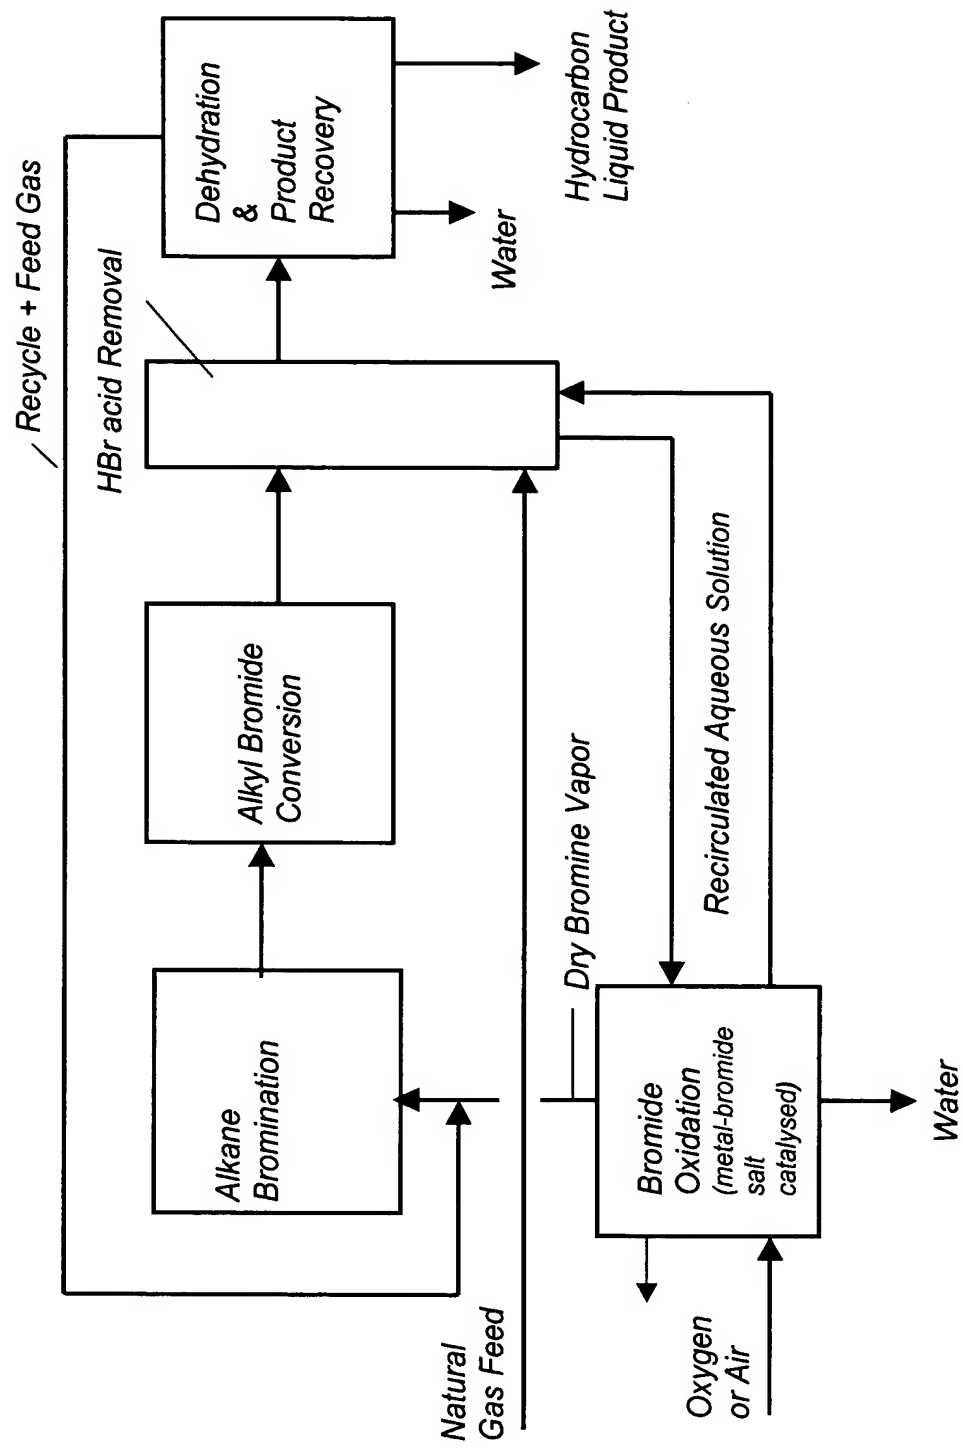 Recycle + Feed Gas
HBr acid Removal
Dehydration
&
Product
Recovery
Hydrocarbon
Liquid Product
Water
Alkyl Bromide
Conversion
Alkane
Bromination
Dry Bromine Vapor
Recirculated Aqueous Solution
Natural
Gas Feed
Bromide
Oxidation
(metal-bromide
salt
catalysed)
Oxygen
or Air
Water